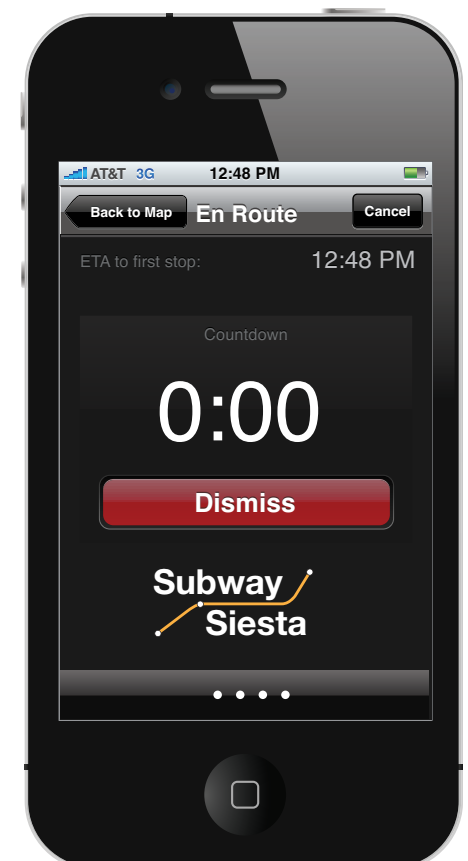 AT&T 3G 12:48 PM
Back to Map En Route Cancel
ETA to first stop: 12:48 PM
Countdown
0:00
Dismiss
Subway
Siesta